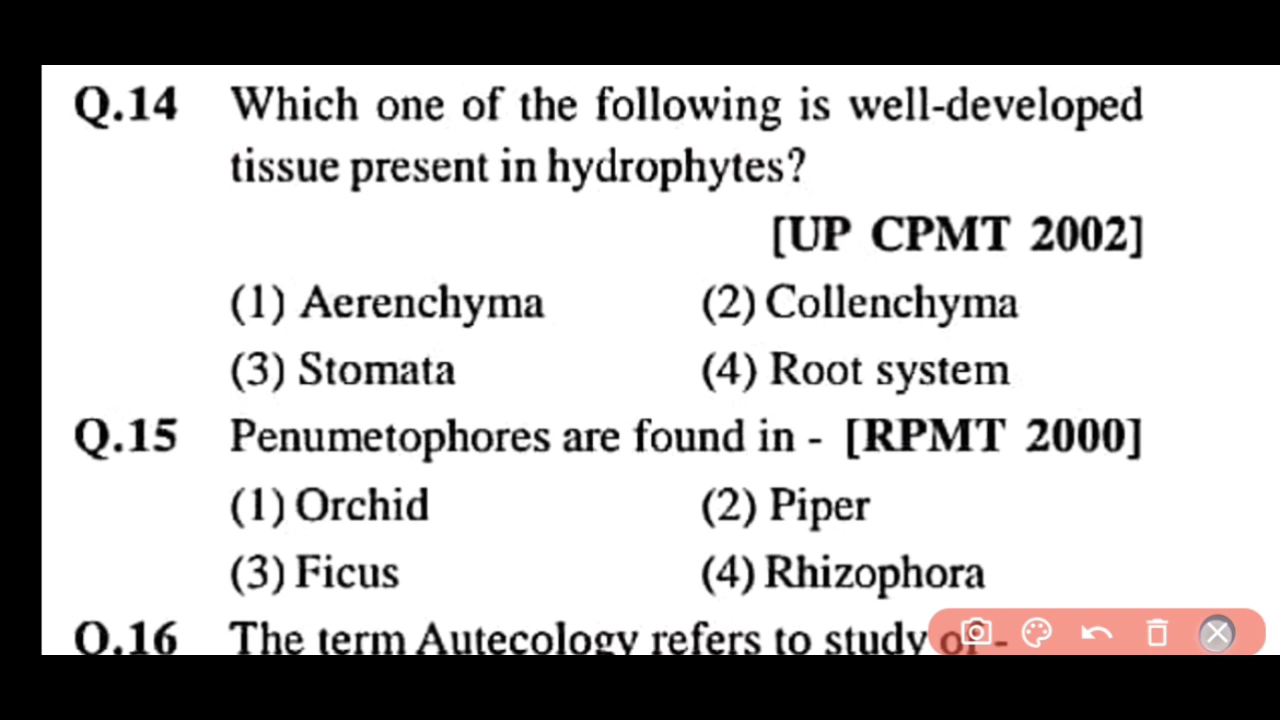 Q.14 Which one of the following is well-developed
tissue present in hydrophytes?
[UP CPMT 2002]
(1) Aerenchyma (2) Collenchyma
(3) Stomata (4) Root system
Q.15 Penumetophores are found in - [RPMT 2000]
(1) Orchid (2) Piper
(3) Ficus (4) Rhizophora
Q.16 The term Autecology refers to study of -